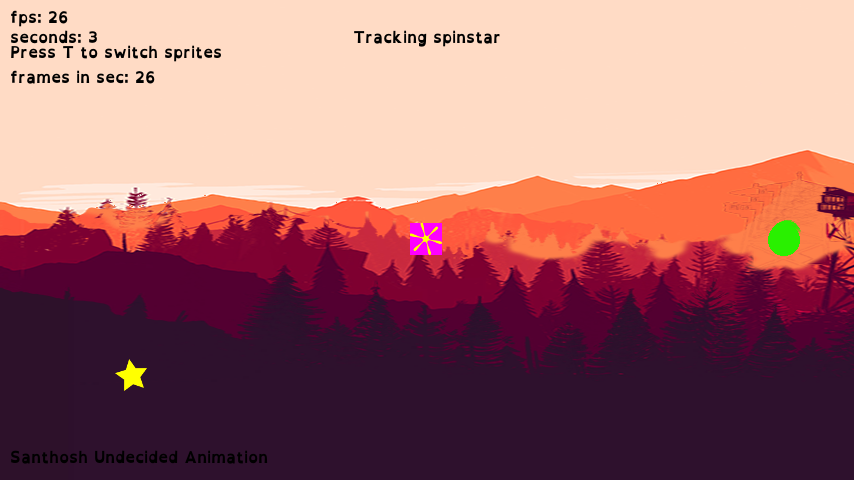 fps: 26
seconds: 3
Press T to switch sprites
frames in sec: 26
Tracking spinstar
Santhosh Undecided Animation